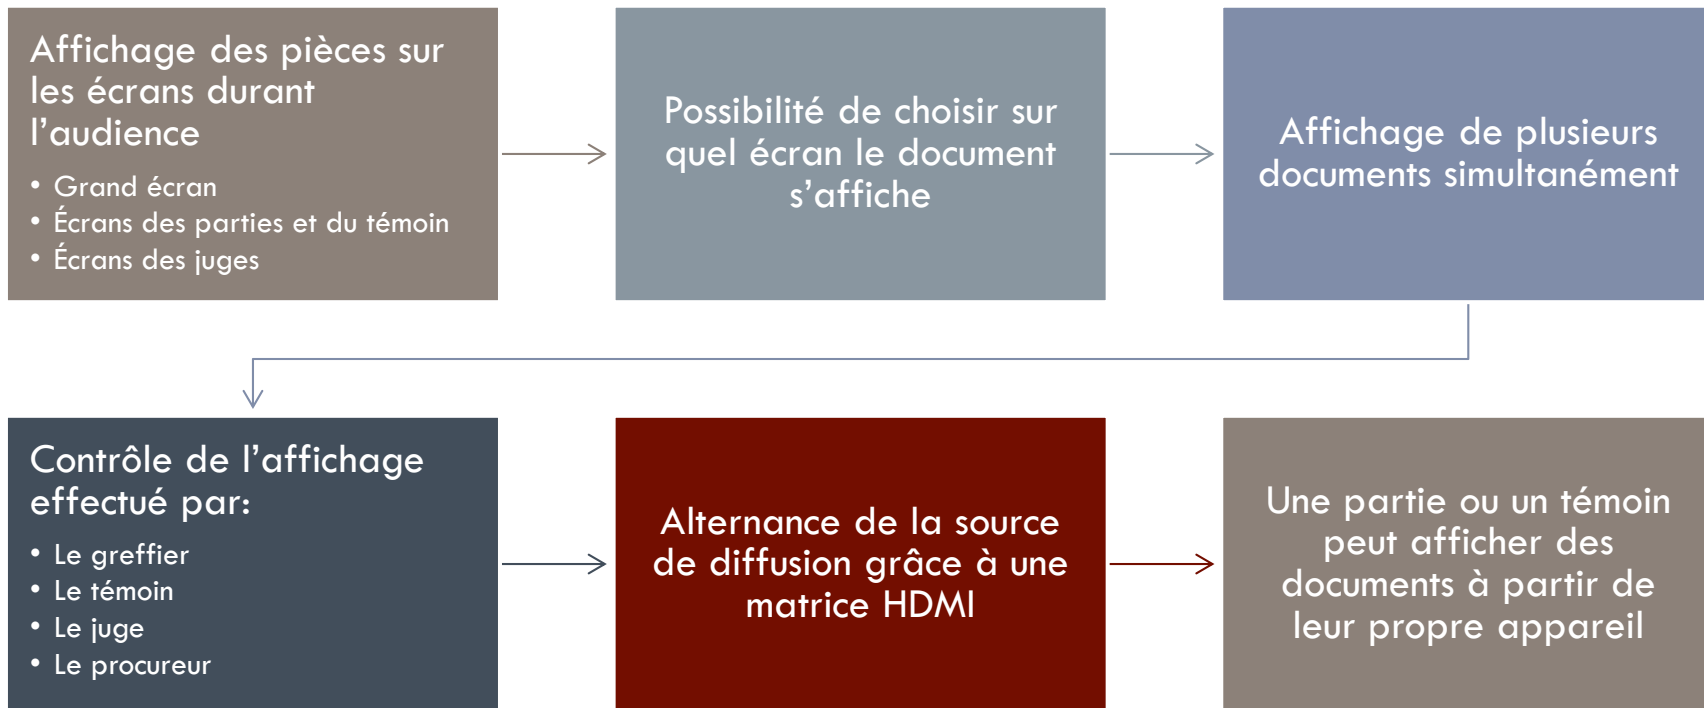 Affichage des pièces sur
les écrans durant
l’audience
• Grand écran
• Écrans des parties et du témoin
• Écrans des juges
Possibilité de choisir sur
quel écran le document
s’affiche
Affichage de plusieurs
documents simultanément
Contrôle de l’affichage
effectué par:
• Le greffier
• Le témoin
• Le juge
• Le procureur
Alternance de la source
de diffusion grâce à une
matrice HDMI
Une partie ou un témoin
peut afficher des
documents à partir de
leur propre appareil